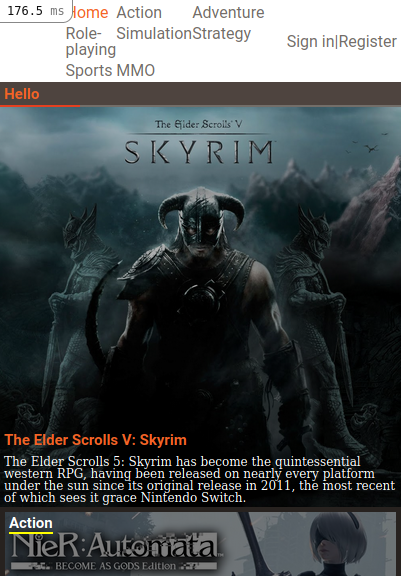 176.5 ms
Home Action Adventure
Role-playing Simulation Strategy
Sports MMO
Sign in|Register
Hello
The Elder Scrolls V
SKYRIM
The Elder Scrolls V: Skyrim
The Elder Scrolls 5: Skyrim has become the quintessential
western RPG, having been released on nearly every platform
under the sun since its original release in 2011, the most recent
of which sees it grace Nintendo Switch.
Action
NieR:Automata
BECOME AS GODS Edition